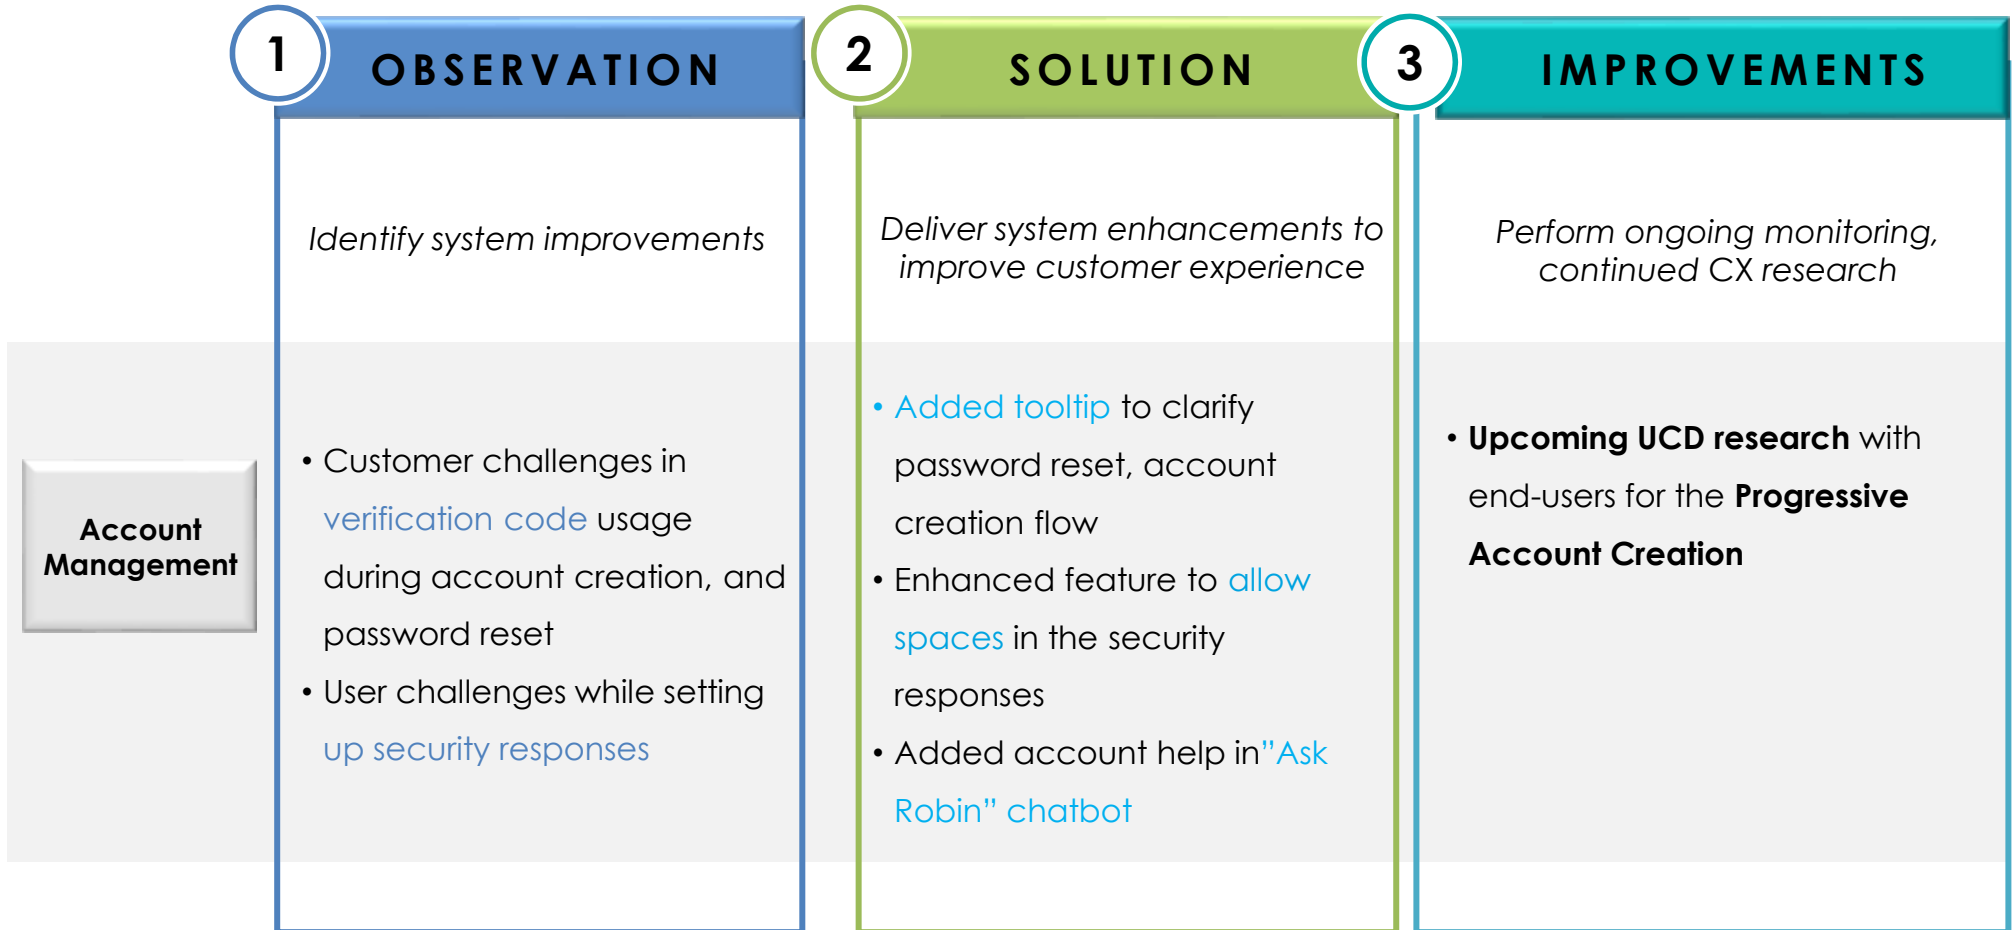 1
OBSERVATION
2
SOLUTION
3
IMPROVEMENTS
Identify system improvements
Deliver system enhancements to
improve customer experience
Perform ongoing monitoring,
continued CX research
Account
Management
• Customer challenges in
verification code usage
during account creation, and
password reset
• User challenges while setting
up security responses
• Added tooltip to clarify
password reset, account
creation flow
• Enhanced feature to allow
spaces in the security
responses
• Added account help in”Ask
Robin” chatbot
• Upcoming UCD research with
end-users for the Progressive
Account Creation